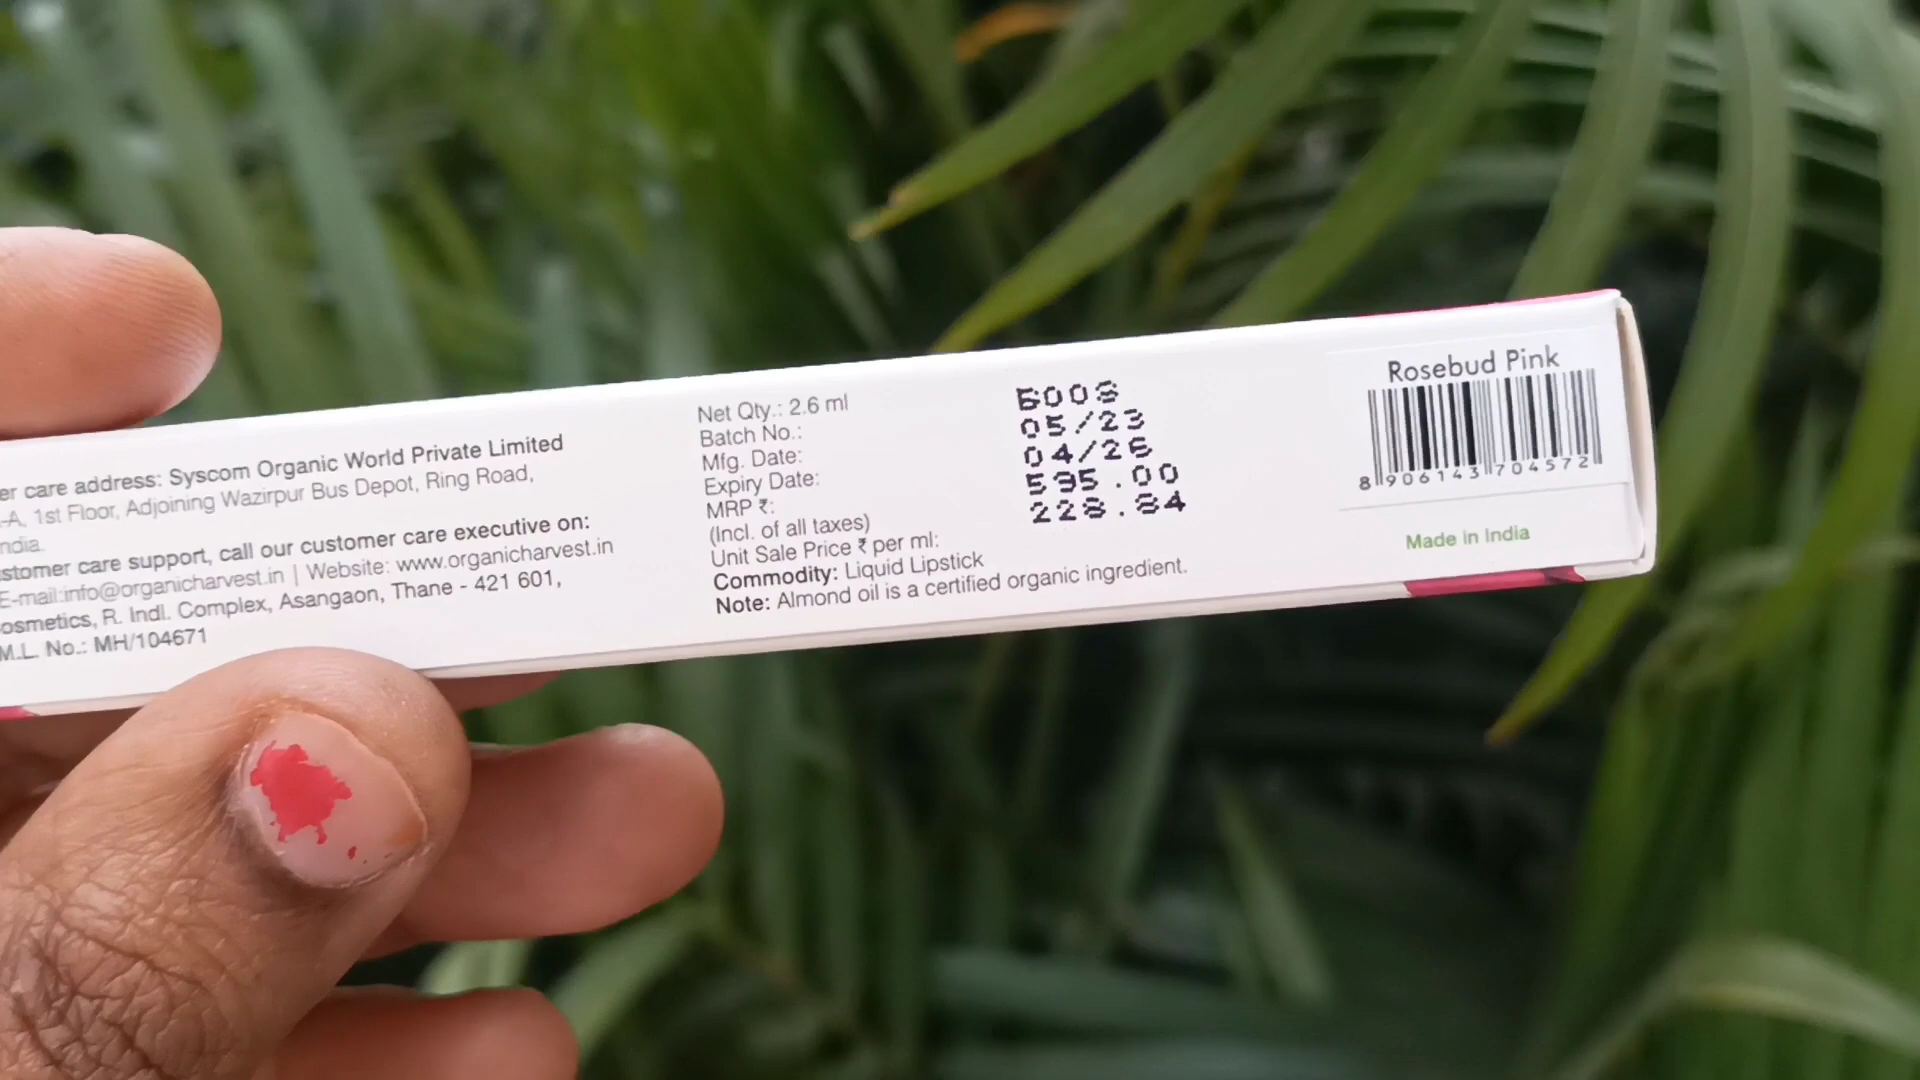 er care address: Syscom Organic World Private Limited
-A, 1st Floor, Adjoining Wazirpur Bus Depot, Ring Road,
ndia.
stomer care support, call our customer care executive on:
E-mail:info@organicharvest.in | Website: www.organicharvest.in
osmetics, R. Indl. Complex, Asangaon, Thane - 421 601,
M.L. No.: MH/104671
Net Qty.: 2.6 ml
Batch No.:
Mfg. Date:
Expiry Date:
MRP ₹:
(Incl. of all taxes)
Unit Sale Price ₹ per ml:
Commodity: Liquid Lipstick
Note: Almond oil is a certified organic ingredient.
05/23
04/26
595.00
228.84
Rosebud Pink
8 906143 704572
Made in India